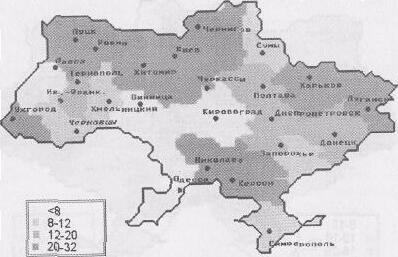 Чернигов
Луцк
Ровно
Сумы
Киев
Львов
Житомир
Тернополь
Харьков
Черкассы
Полтава
Ив.-Франк.
Винница
Луганск
Хмельницкий
Ужгород
Кировоград
Днепропетровск
Черновцы
Донецк
Запорожье
Николаев
Одесса
Херсон
Симферополь
<8
8-12
12-20
20-32